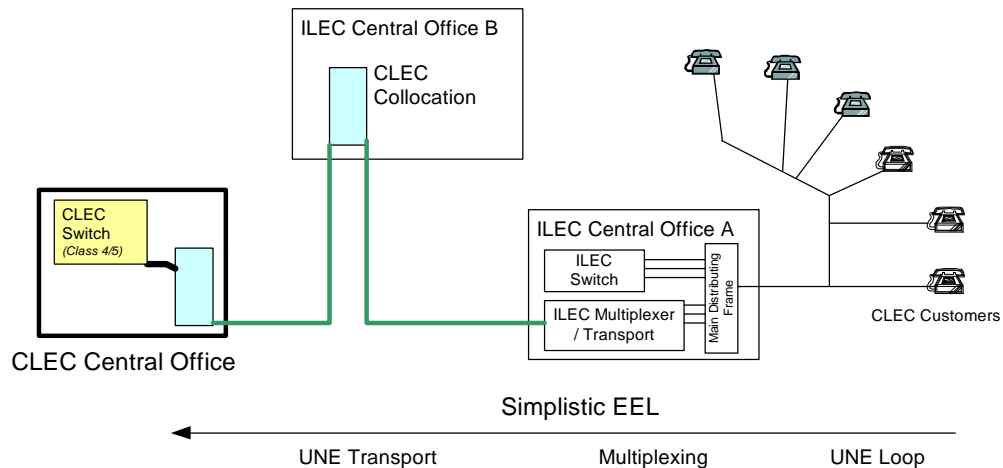 ILEC Central Office B
CLEC
Collocation
CLEC
Switch
(Class 4/5)
CLEC Central Office
ILEC Central Office A
ILEC
Switch
ILEC Multiplexer
/ Transport
Main Distributing
Frame
CLEC Customers
Simplistic EEL
UNE Transport
Multiplexing
UNE Loop